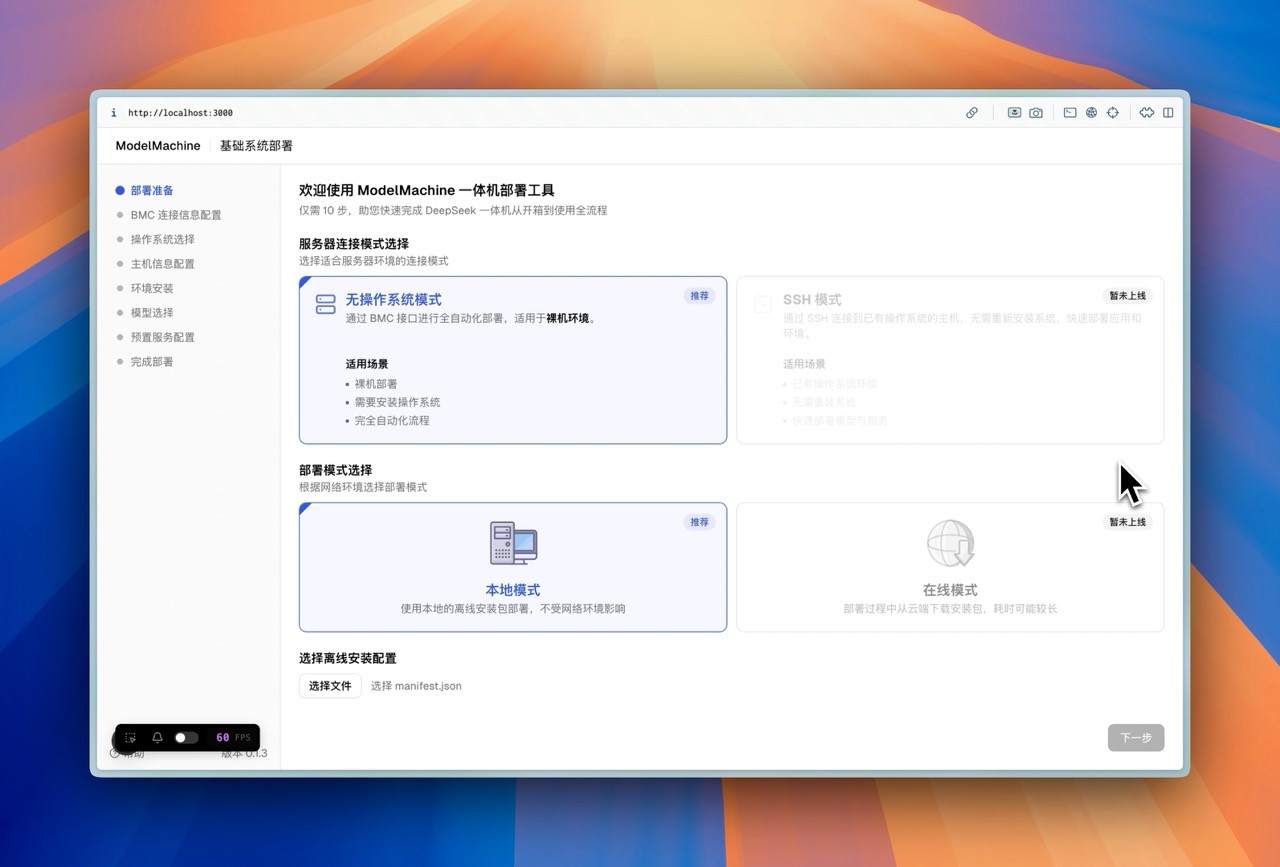 http://localhost:3000
ModelMachine 基础系统部署
部署准备
BMC 连接信息配置
操作系统选择
主机信息配置
环境安装
模型选择
预置服务配置
完成部署
欢迎使用 ModelMachine 一体机部署工具
仅需 10 步，助您快速完成 DeepSeek 一体机从开箱到使用全流程
服务器连接模式选择
选择适合服务器环境的连接模式
无操作系统模式
推荐
通过 BMC 接口进行全自动化部署，适用于裸机环境。
适用场景
• 裸机部署
• 需要安装操作系统
• 完全自动化流程
SSH 模式
暂未上线
通过 SSH 连接到已有操作系统的主机，无需重新安装系统，快速部署应用和
环境。
适用场景
• 已有操作系统环境
• 无需重装系统
• 快速部署模型与服务
部署模式选择
根据网络环境选择部署模式
推荐
本地模式
使用本地的离线安装包部署，不受网络环境影响
暂未上线
在线模式
部署过程中从云端下载安装包，耗时可能较长
选择离线安装配置
选择文件 选择 manifest.json
60 FPS
帮助
版本 0.1.3
下一步